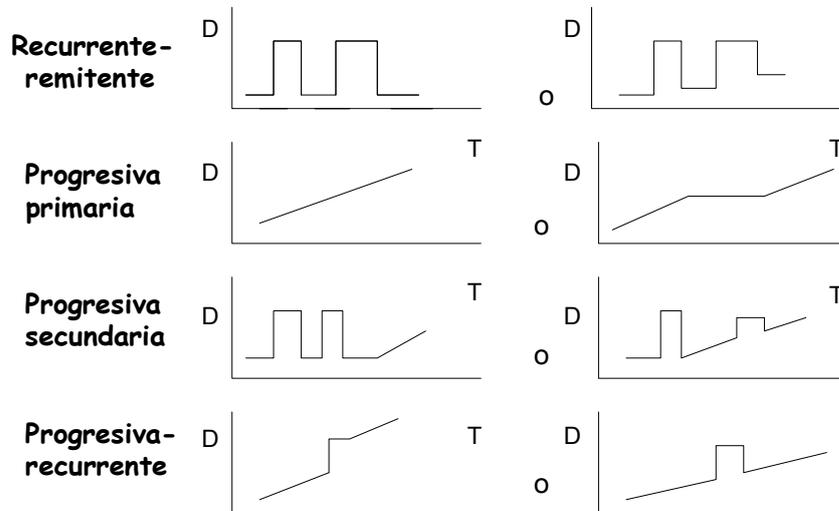 Recurrente-
remitente
D
o
D
T
T
Progresiva
primaria
D
o
D
T
T
Progresiva
secundaria
D
o
D
Progresiva-
recurrente
D
T
o
D